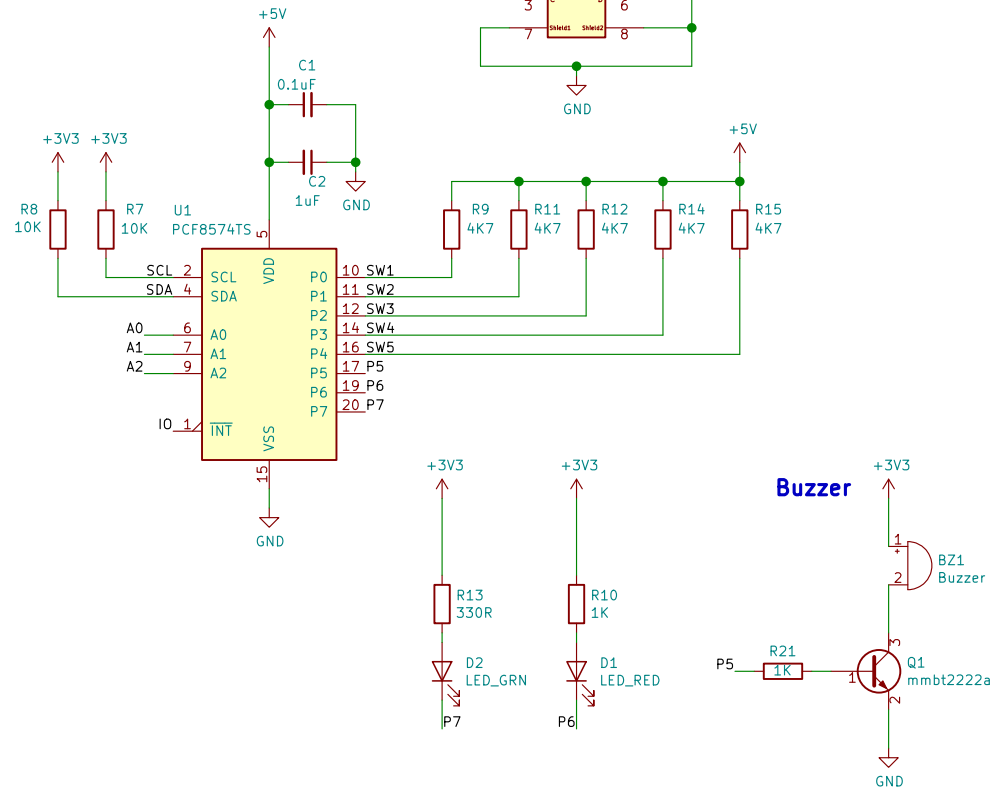 +5V
3 6
Shield1 Shield2
7 8
C1
0.1uF
GND
+3V3 +3V3
+5V
C2
1uF
GND
R8
10K
R7
10K
U1
PCF8574TS
5
R9
4K7
R11
4K7
R12
4K7
R14
4K7
R15
4K7
VDD
SCL 2 SCL
SDA 4 SDA
A0 6 A0
A1 7 A1
A2 9 A2
IO 1 INT
P0 10 SW1
P1 11 SW2
P2 12 SW3
P3 14 SW4
P4 16 SW5
P5 17 P5
P6 19 P6
P7 20 P7
VSS
15
GND
+3V3
R13
330R
D2
LED_GRN
P7
+3V3
R10
1K
D1
LED_RED
P6
Buzzer
+3V3
1
+
2
BZ1
Buzzer
P5
R21
1K
1
3
Q1
mmbt2222a
2
GND